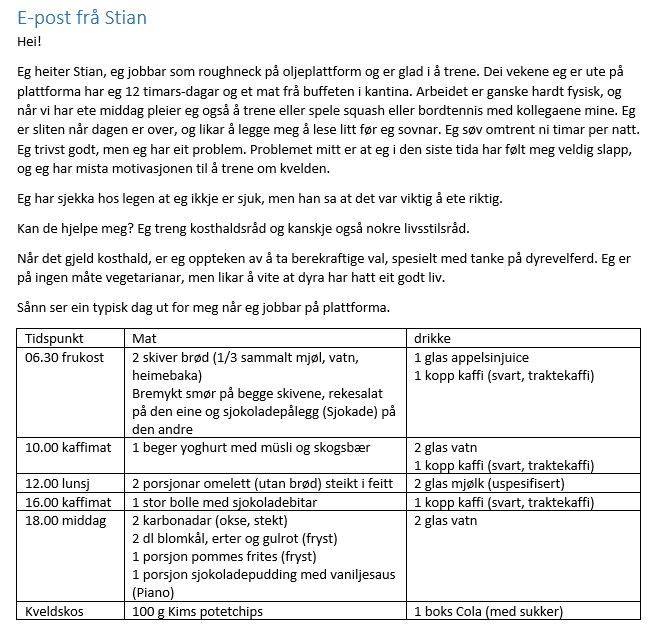 E-post frå Stian
Hei!
Eg heiter Stian, eg jobbar som roughneck på oljeplattform og er glad i å trene. Dei vekene eg er ute på
plattforma har eg 12 timars-dagar og et mat frå buffeten i kantina. Arbeidet er ganske hardt fysisk, og
når vi har ete middag pleier eg også å trene eller spele squash eller bordtennis med kollegaene mine. Eg
er sliten når dagen er over, og likar å legge meg å lese litt før eg sovnar. Eg søv omtrent ni timar per natt.
Eg trivst godt, men eg har eit problem. Problemet mitt er at eg i den siste tida har følt meg veldig slapp,
og eg har mista motivasjonen til å trene om kvelden.
Eg har sjekka hos legen at eg ikkje er sjuk, men han sa at det var viktig å ete riktig.
Kan de hjelpe meg? Eg treng kosthaldsråd og kanskje også nokre livsstilsråd.
Når det gjeld kosthald, er eg oppteken av å ta berekraftige val, spesielt med tanke på dyrevelferd. Eg er
på ingen måte vegetarianar, men likar å vite at dyra har hatt eit godt liv.
Sånn ser ein typisk dag ut for meg når eg jobbar på plattforma.
Tidspunkt Mat drikke
06.30 frukost 2 skiver brød (1/3 sammalt mjøl, vatn, 1 glas appelsinjuice
heimebaka) 1 kopp kaffi (svart, traktekaffi)
Bremykt smør på begge skivene, rekesalat
på den eine og sjokoladepålegg (Sjokade) på
den andre
10.00 kaffimat 1 beger yoghurt med müsli og skogsbær 2 glas vatn
1 kopp kaffi (svart, traktekaffi)
12.00 lunsj 2 porsjonar omelett (utan brød) steikt i feitt 2 glas mjølk (uspesifisert)
16.00 kaffimat 1 stor bolle med sjokoladebitar 1 kopp kaffi (svart, traktekaffi)
18.00 middag 2 karbonadar (okse, stekt) 2 glas vatn
2 dl blomkål, erter og gulrot (fryst)
1 porsjon pommes frites (fryst)
1 porsjon sjokoladepudding med vaniljesaus
(Piano)
Kveldskos 100 g Kims potetchips 1 boks Cola (med sukker)